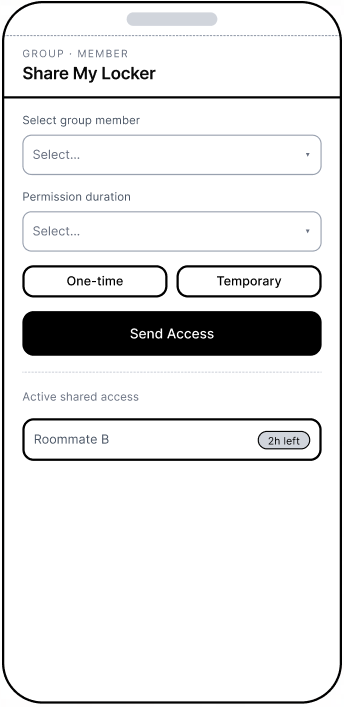 GROUP · MEMBER
Share My Locker
Select group member
Select...
Permission duration
Select...
One-time
Temporary
Send Access
Active shared access
Roommate B
2h left